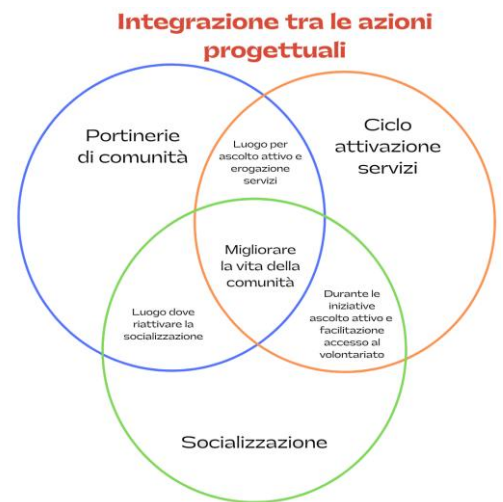 Integrazione tra le azioni
progettuali
Portinerie
di comunità
Luogo per
ascolto attivo e
erogazione
servizi
Ciclo
attivazione
servizi
Migliorare
la vita della
comunità
Luogo dove
riattivare la
socializzazione
Durante le
iniziative
ascolto attivo e
facilitazione
accesso al
volontariato
Socializzazione